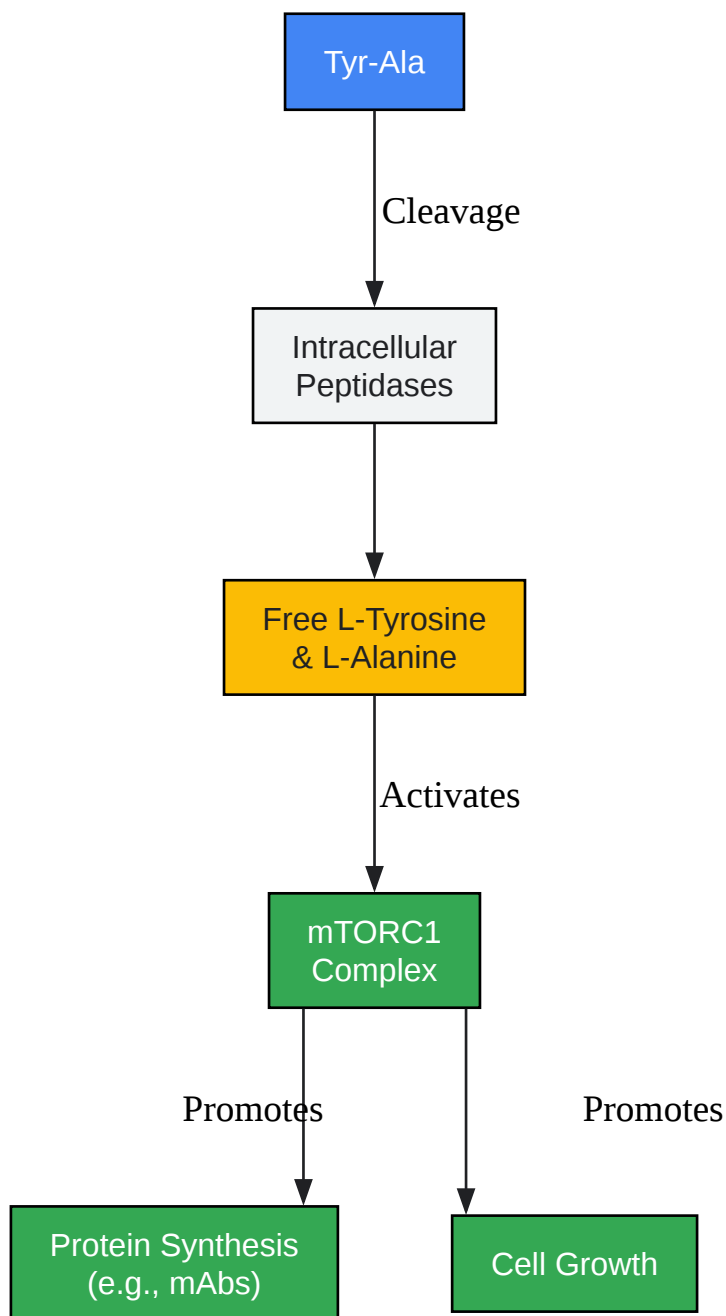 Tyr-Ala
Cleavage
Intracellular
Peptidases
Free L-Tyrosine
& L-Alanine
Activates
mTORC1
Complex
Promotes
Promotes
Protein Synthesis
(e.g., mAbs)
Cell Growth